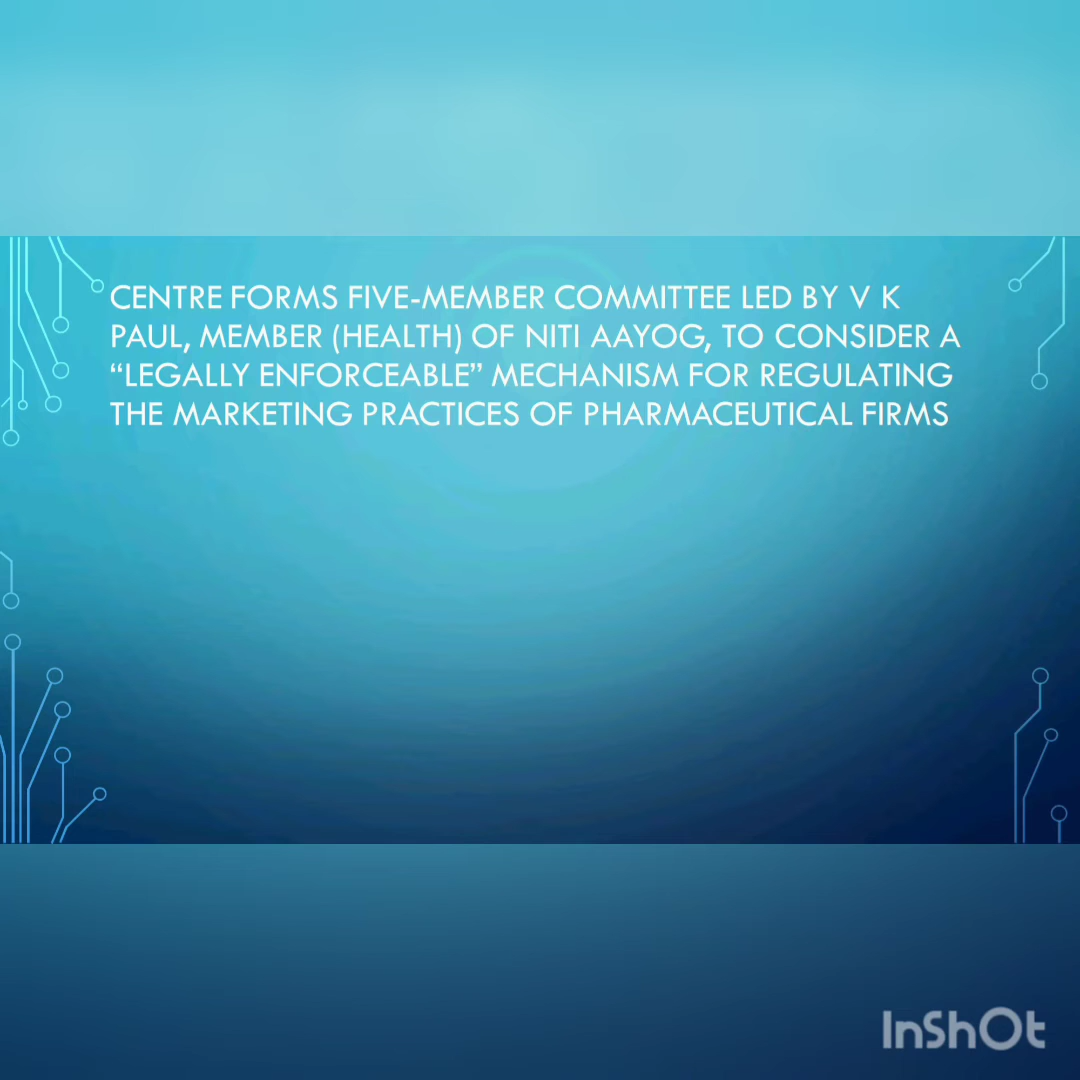 CENTRE FORMS FIVE-MEMBER COMMITTEE LED BY V K
PAUL, MEMBER (HEALTH) OF NITI AAYOG, TO CONSIDER A
“LEGALLY ENFORCEABLE” MECHANISM FOR REGULATING
THE MARKETING PRACTICES OF PHARMACEUTICAL FIRMS
InShOt